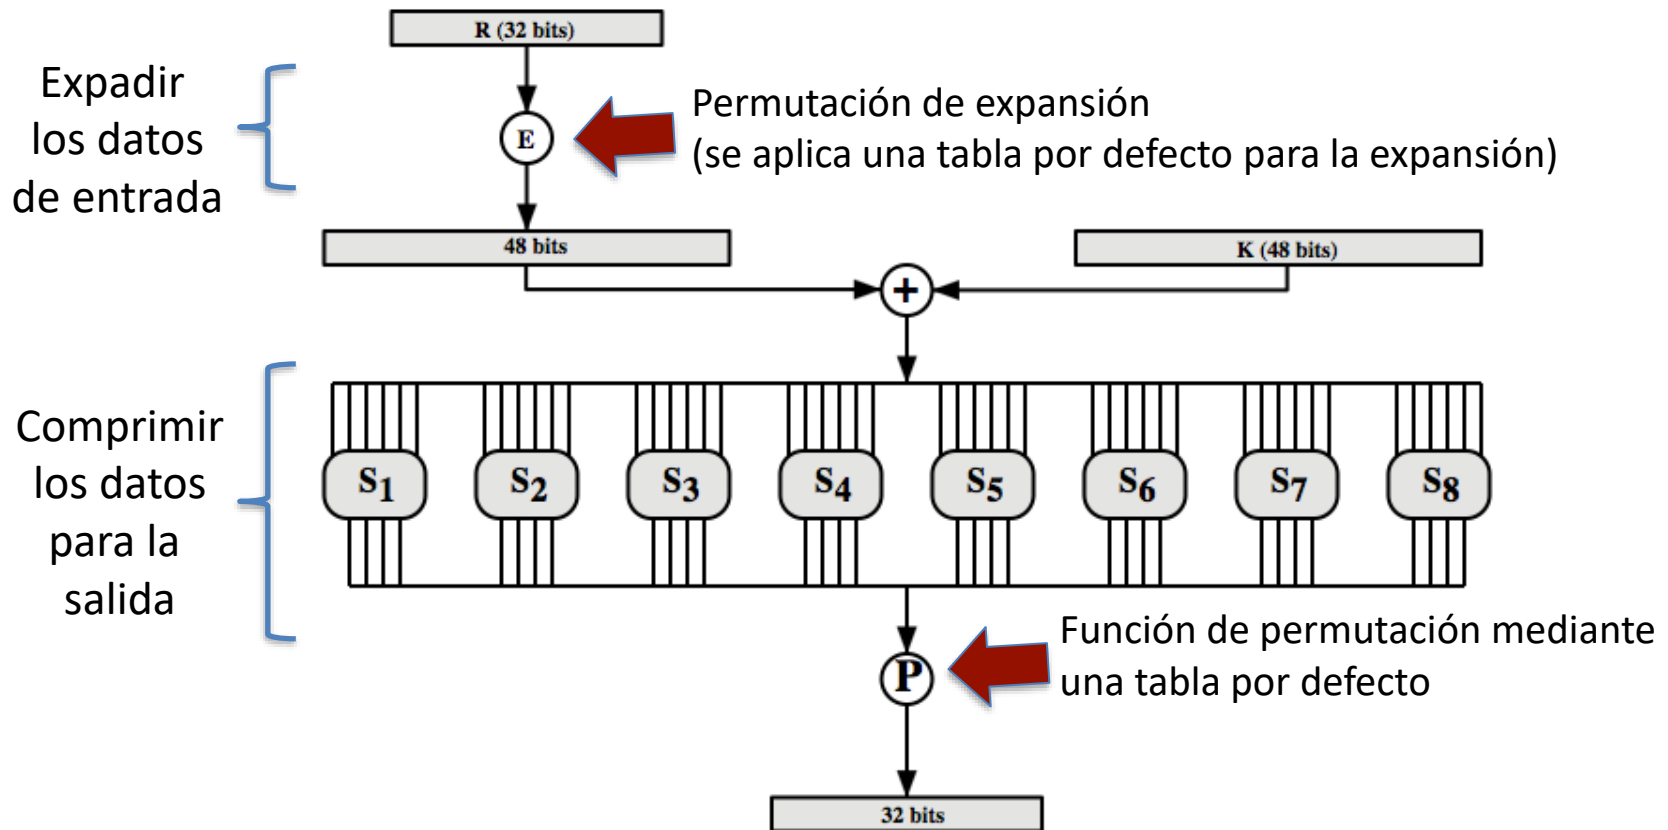 R (32 bits)
Expadir
los datos
de entrada
E
Permutación de expansión
(se aplica una tabla por defecto para la expansión)
48 bits
K (48 bits)
+
Comprimir
los datos
para la
salida
S1 S2 S3 S4 S5 S6 S7 S8
Función de permutación mediante
una tabla por defecto
P
32 bits